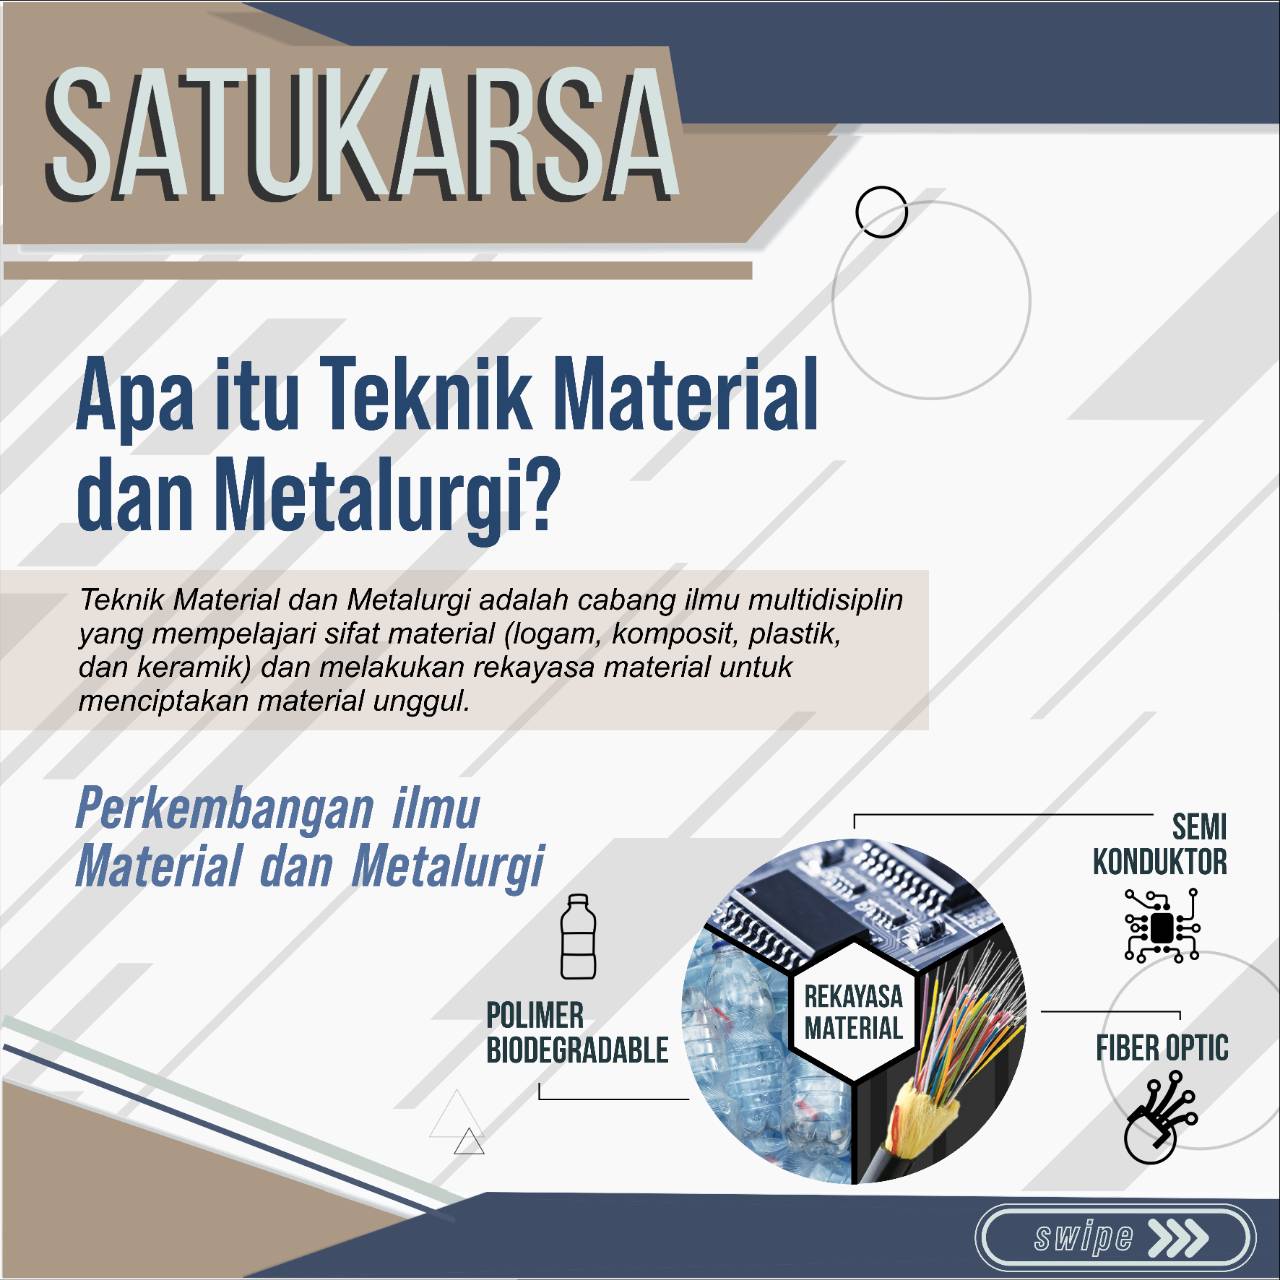 SATUKARSA
Apa itu Teknik Material
dan Metalurgi?
Teknik Material dan Metalurgi adalah cabang ilmu multidisiplin
yang mempelajari sifat material (logam, komposit, plastik,
dan keramik) dan melakukan rekayasa material untuk
menciptakan material unggul.
Perkembangan ilmu
Material dan Metalurgi
SEMI
KONDUKTOR
REKAYASA
MATERIAL
POLIMER
BIODEGRADABLE
FIBER OPTIC
swipe